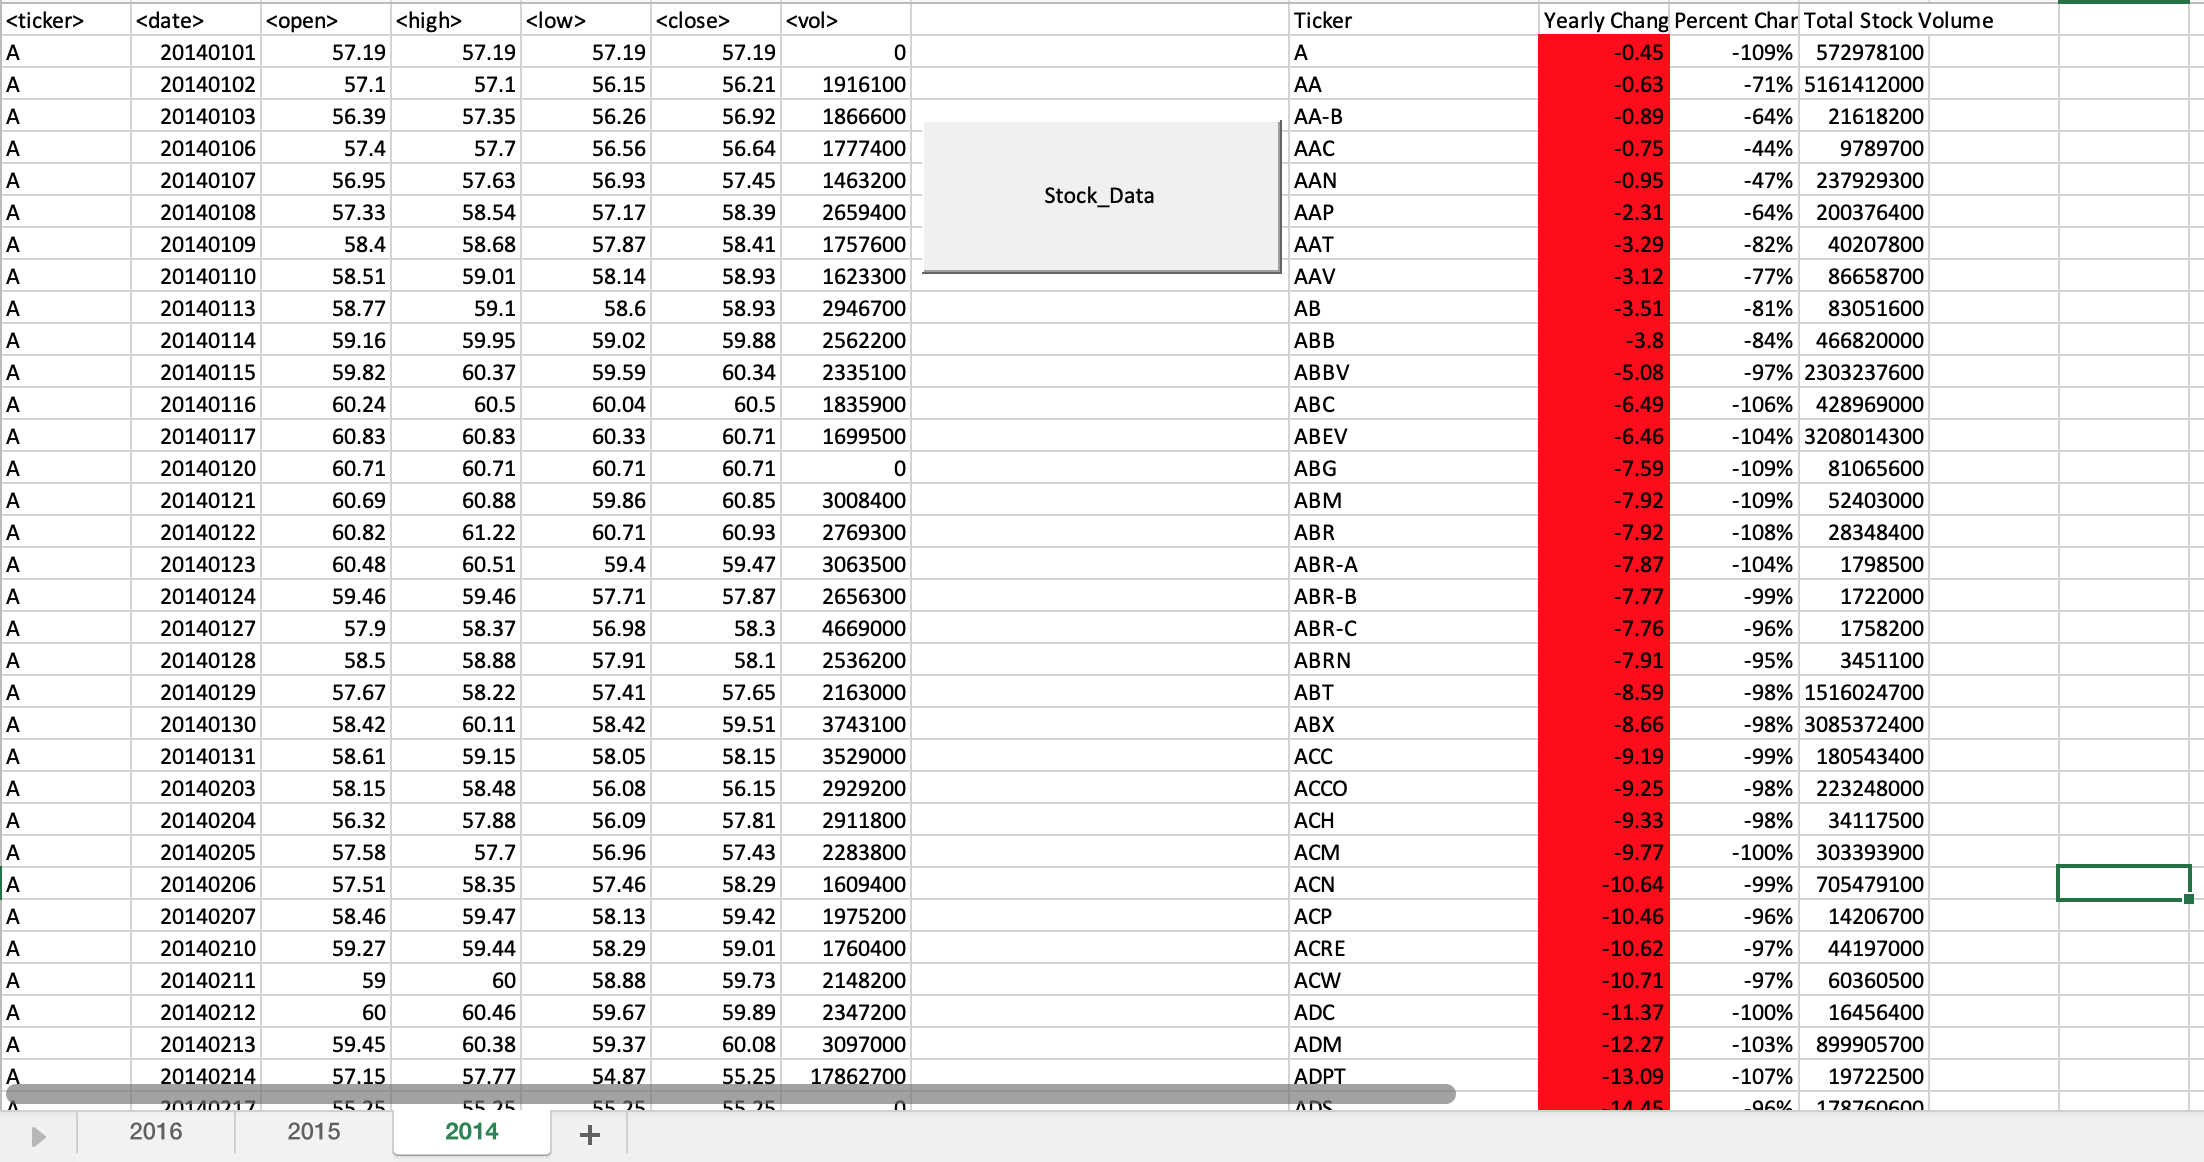 <ticker> <date> <open> <high> <low> <close> <vol> Ticker Yearly Chang Percent Char Total Stock Volume
A 20140101 57.19 57.19 57.19 57.19 0 A -0.45 -109% 572978100
A 20140102 57.1 57.1 56.15 56.21 1916100 AA -0.63 -71% 5161412000
A 20140103 56.39 57.35 56.26 56.92 1866600 AA-B -0.89 -64% 21618200
A 20140106 57.4 57.7 56.56 56.64 1777400 AAC -0.75 -44% 9789700
A 20140107 56.95 57.63 56.93 57.45 1463200 Stock_Data AAN -0.95 -47% 237929300
A 20140108 57.33 58.54 57.17 58.39 2659400 AAP -2.31 -64% 200376400
A 20140109 58.4 58.68 57.87 58.41 1757600 AAT -3.29 -82% 40207800
A 20140110 58.51 59.01 58.14 58.93 1623300 AAV -3.12 -77% 86658700
A 20140113 58.77 59.1 58.6 58.93 2946700 AB -3.51 -81% 83051600
A 20140114 59.16 59.95 59.02 59.88 2562200 ABB -3.8 -84% 466820000
A 20140115 59.82 60.37 59.59 60.34 2335100 ABBV -5.08 -97% 2303237600
A 20140116 60.24 60.5 60.04 60.5 1835900 ABC -6.49 -106% 428969000
A 20140117 60.83 60.83 60.33 60.71 1699500 ABEV -6.46 -104% 3208014300
A 20140120 60.71 60.71 60.71 60.71 0 ABG -7.59 -109% 81065600
A 20140121 60.69 60.88 59.86 60.85 3008400 ABM -7.92 -109% 52403000
A 20140122 60.82 61.22 60.71 60.93 2769300 ABR -7.92 -108% 28348400
A 20140123 60.48 60.51 59.4 59.47 3063500 ABR-A -7.87 -104% 1798500
A 20140124 59.46 59.46 57.71 57.87 2656300 ABR-B -7.77 -99% 1722000
A 20140127 57.9 58.37 56.98 58.3 4669000 ABR-C -7.76 -96% 1758200
A 20140128 58.5 58.88 57.91 58.1 2536200 ABRN -7.91 -95% 3451100
A 20140129 57.67 58.22 57.41 57.65 2163000 ABT -8.59 -98% 1516024700
A 20140130 58.42 60.11 58.42 59.51 3743100 ABX -8.66 -98% 3085372400
A 20140131 58.61 59.15 58.05 58.15 3529000 ACC -9.19 -99% 180543400
A 20140203 58.15 58.48 56.08 56.15 2929200 ACCO -9.25 -98% 223248000
A 20140204 56.32 57.88 56.09 57.81 2911800 ACH -9.33 -98% 34117500
A 20140205 57.58 57.7 56.96 57.43 2283800 ACM -9.77 -100% 303393900
A 20140206 57.51 58.35 57.46 58.29 1609400 ACN -10.64 -99% 705479100
A 20140207 58.46 59.47 58.13 59.42 1975200 ACP -10.46 -96% 14206700
A 20140210 59.27 59.44 58.29 59.01 1760400 ACRE -10.62 -97% 44197000
A 20140211 59 60 58.88 59.73 2148200 ACW -10.71 -97% 60360500
A 20140212 60 60.46 59.67 59.89 2347200 ADC -11.37 -100% 16456400
A 20140213 59.45 60.38 59.37 60.08 3097000 ADM -12.27 -103% 899905700
A 20140214 57.15 57.77 54.87 55.25 17862700 ADPT -13.09 -107% 19722500
A 20140217 55.25 55.25 55.25 55.25 0 ADS -14.45 -96% 178760600
2016 2015 2014 +